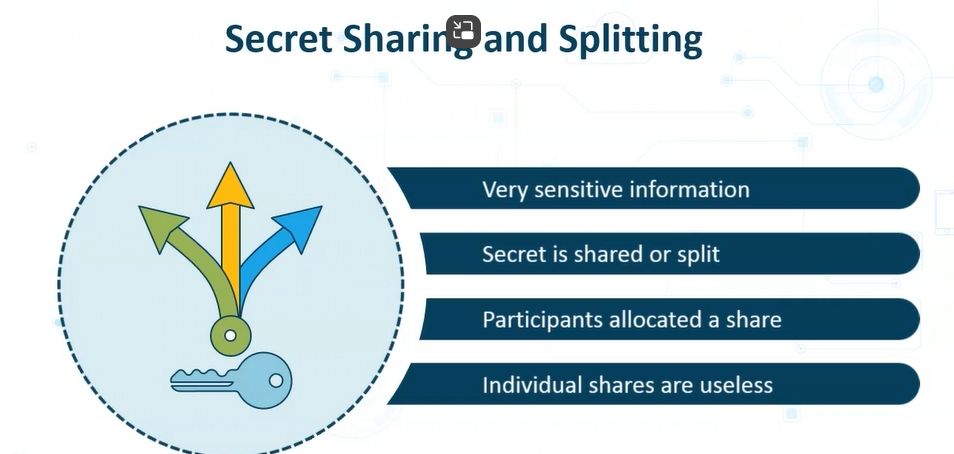 Secret Sharing and Splitting
Very sensitive information
Secret is shared or split
Participants allocated a share
Individual shares are useless